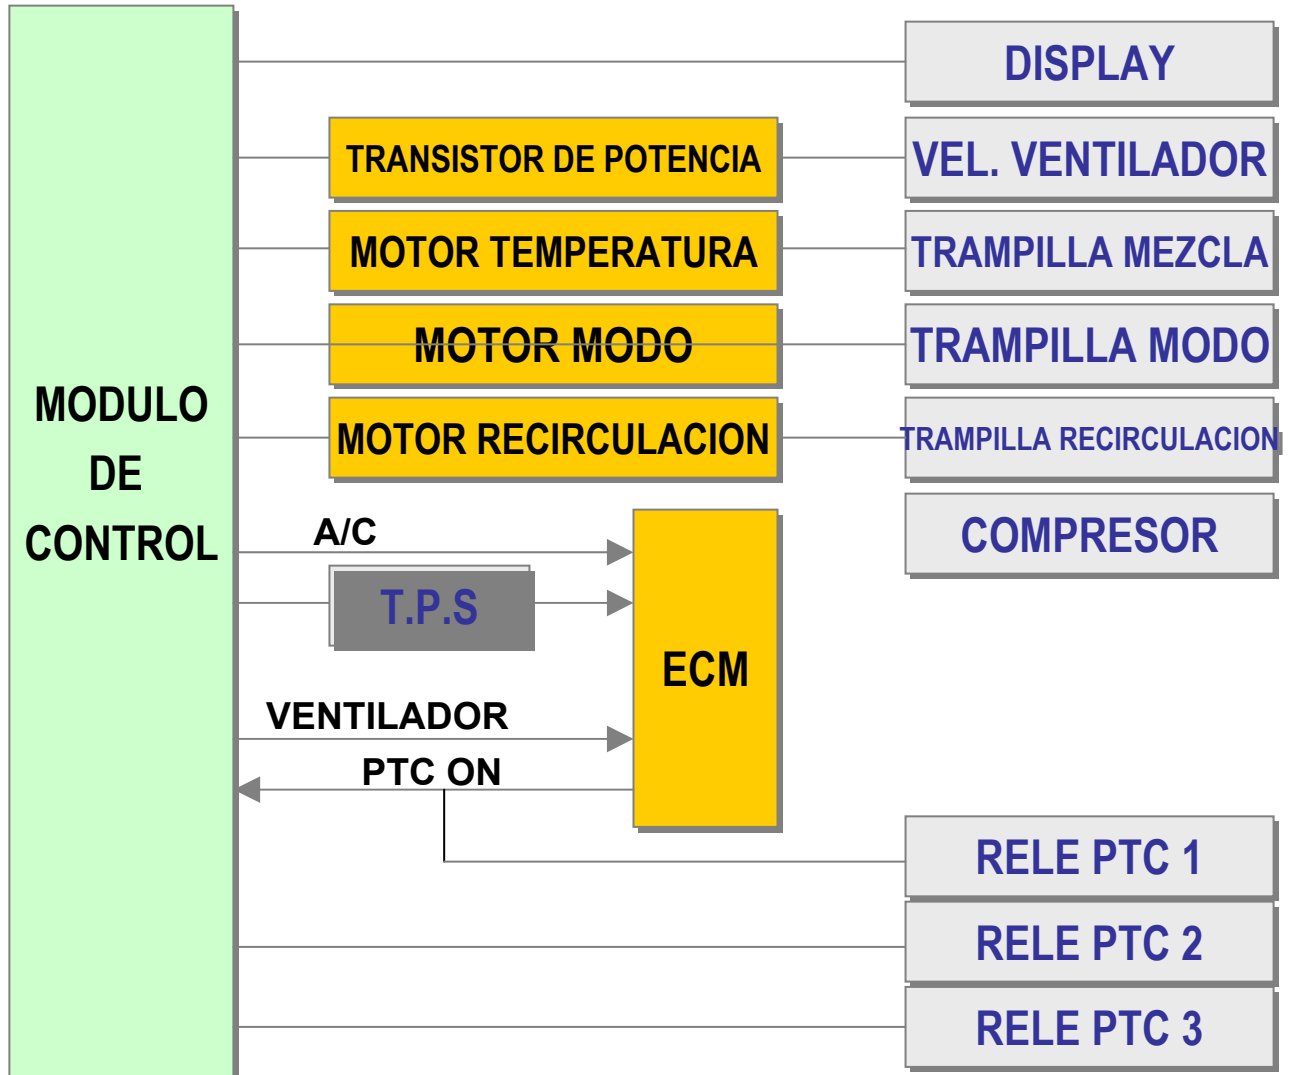 DISPLAY
TRANSISTOR DE POTENCIA
VEL. VENTILADOR
MOTOR TEMPERATURA
TRAMPILLA MEZCLA
MOTOR MODO
TRAMPILLA MODO
MODULO
DE
CONTROL
MOTOR RECIRCULACION
TRAMPILLA RECIRCULACION
A/C
COMPRESOR
T.P.S
ECM
VENTILADOR
PTC ON
RELE PTC 1
RELE PTC 2
RELE PTC 3